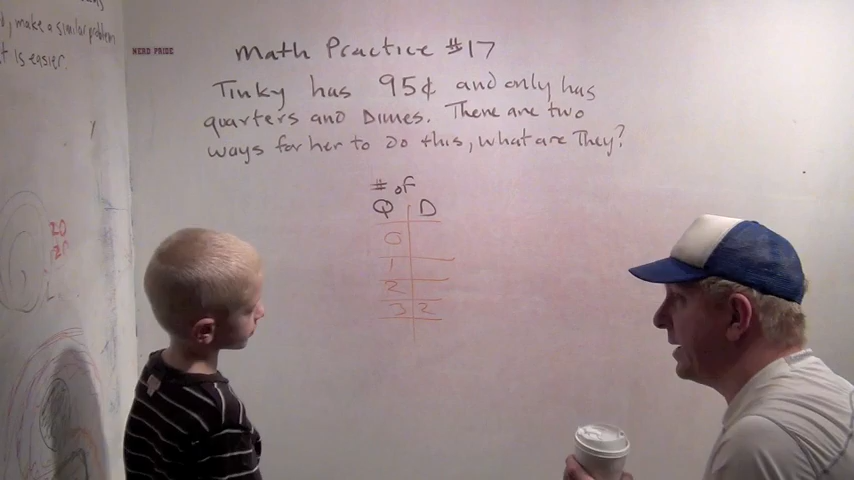 , make a similar problem
t is easier.
NERD PRIDE
Math Practice #17
Tinky has 95¢ and only has
quarters and Dimes. There are two
ways for her to Do this, what are They?
# of
Q D
0
1
2
3 2
20